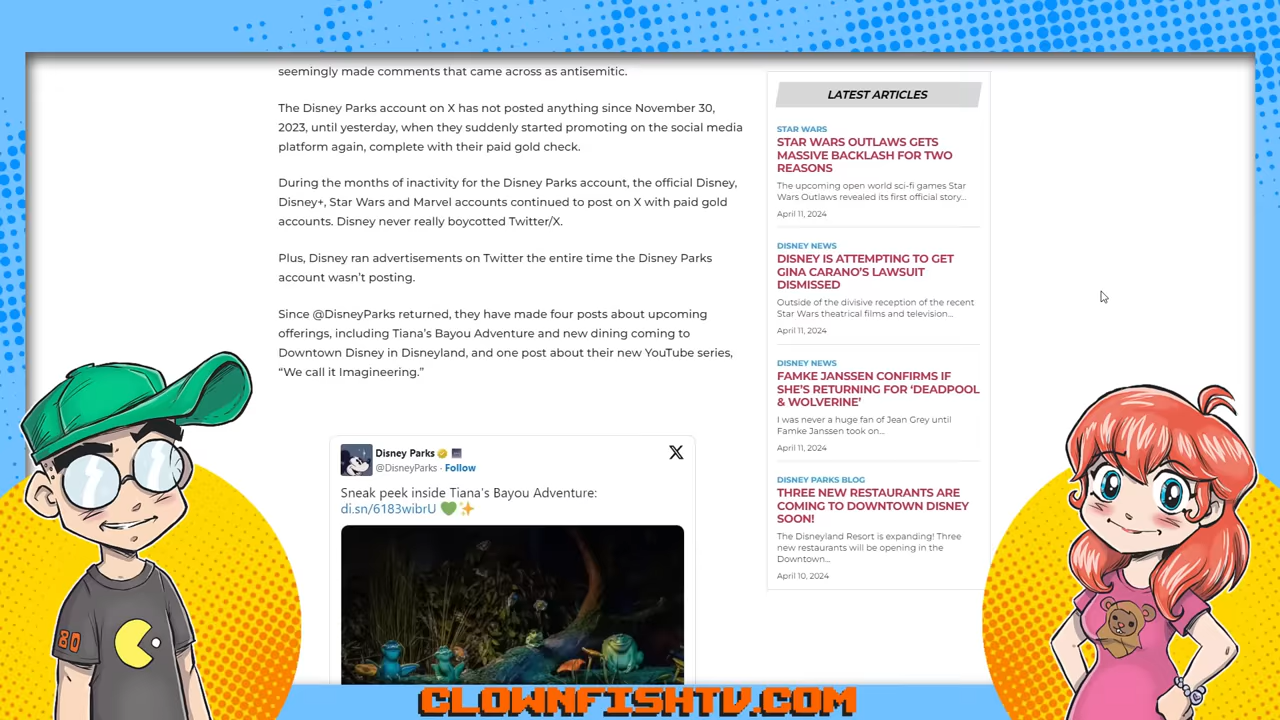 seemingly made comments that came across as antisemitic.
The Disney Parks account on X has not posted anything since November 30,
2023, until yesterday, when they suddenly started promoting on the social media
platform again, complete with their paid gold check.
During the months of inactivity for the Disney Parks account, the official Disney,
Disney+, Star Wars and Marvel accounts continued to post on X with paid gold
accounts. Disney never really boycotted Twitter/X.
Plus, Disney ran advertisements on Twitter the entire time the Disney Parks
account wasn't posting.
Since @DisneyParks returned, they have made four posts about upcoming
offerings, including Tiana's Bayou Adventure and new dining coming to
Downtown Disney in Disneyland, and one post about their new YouTube series,
"We call it Imagineering."
Disney Parks
@DisneyParks · Follow
Sneak peek inside Tiana's Bayou Adventure:
di.sn/6183wibrU 💚✨
LATEST ARTICLES
STAR WARS
STAR WARS OUTLAWS GETS
MASSIVE BACKLASH FOR TWO
REASONS
The upcoming open world sci-fi games Star
Wars Outlaws revealed its first official story...
April 11, 2024
DISNEY NEWS
DISNEY IS ATTEMPTING TO GET
GINA CARANO'S LAWSUIT
DISMISSED
Outside of the divisive reception of the recent
Star Wars theatrical films and television...
April 11, 2024
DISNEY NEWS
FAMKE JANSSEN CONFIRMS IF
SHE'S RETURNING FOR 'DEADPOOL
& WOLVERINE'
I was never a huge fan of Jean Grey until
Famke Janssen took on...
April 11, 2024
DISNEY PARKS BLOG
THREE NEW RESTAURANTS ARE
COMING TO DOWNTOWN DISNEY
SOON!
The Disneyland Resort is expanding! Three
new restaurants will be opening in the
Downtown...
April 10, 2024
80
CLOWNFISHTV.COM